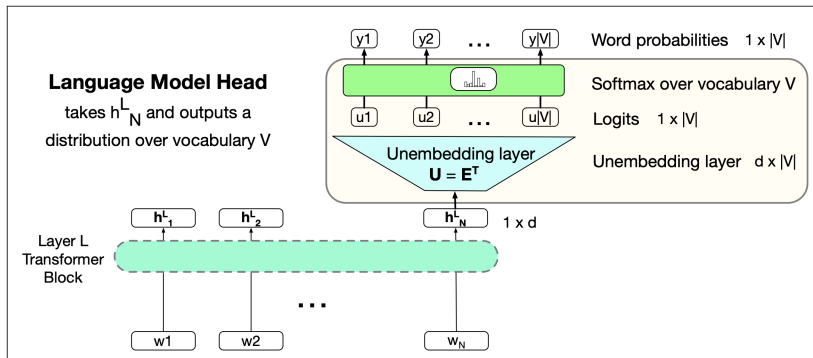 y1 y2 ... y|V| Word probabilities 1 x |V|
Language Model Head
takes h^L_N and outputs a
distribution over vocabulary V
Softmax over vocabulary V
u1 u2 ... u|V| Logits 1 x |V|
Unembedding layer
U = E^T
Unembedding layer d x |V|
h^L_1 h^L_2 h^L_N 1 x d
Layer L
Transformer
Block
...
w1 w2 w_N